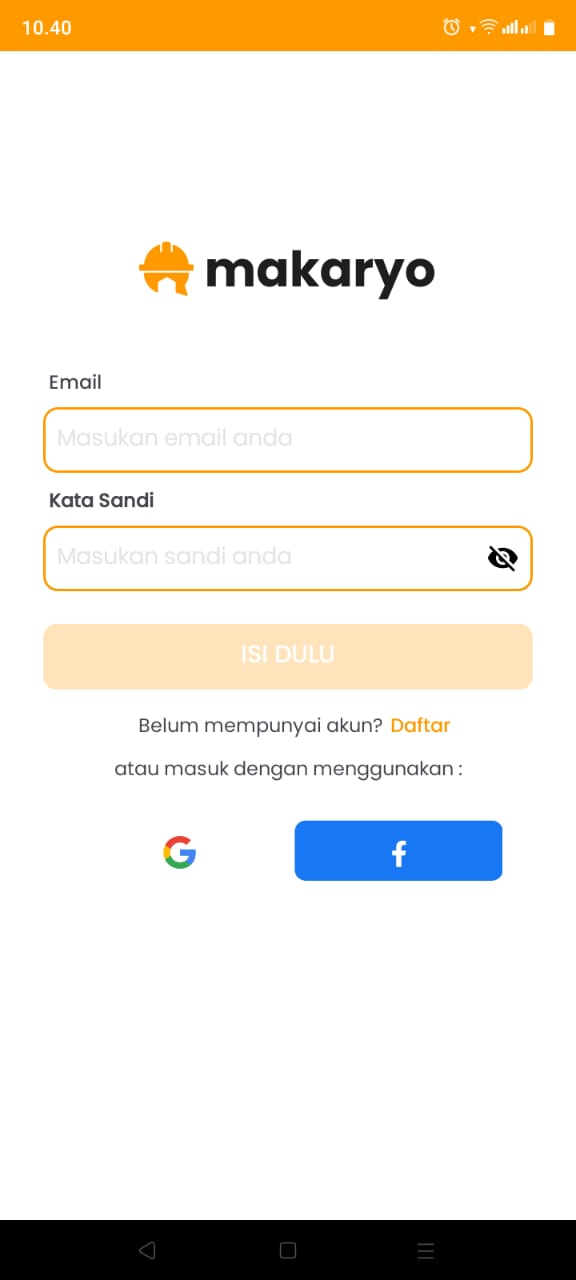 10.40
makaryo
Email
Masukan email anda
Kata Sandi
Masukan sandi anda
ISI DULU
Belum mempunyai akun? Daftar
atau masuk dengan menggunakan :